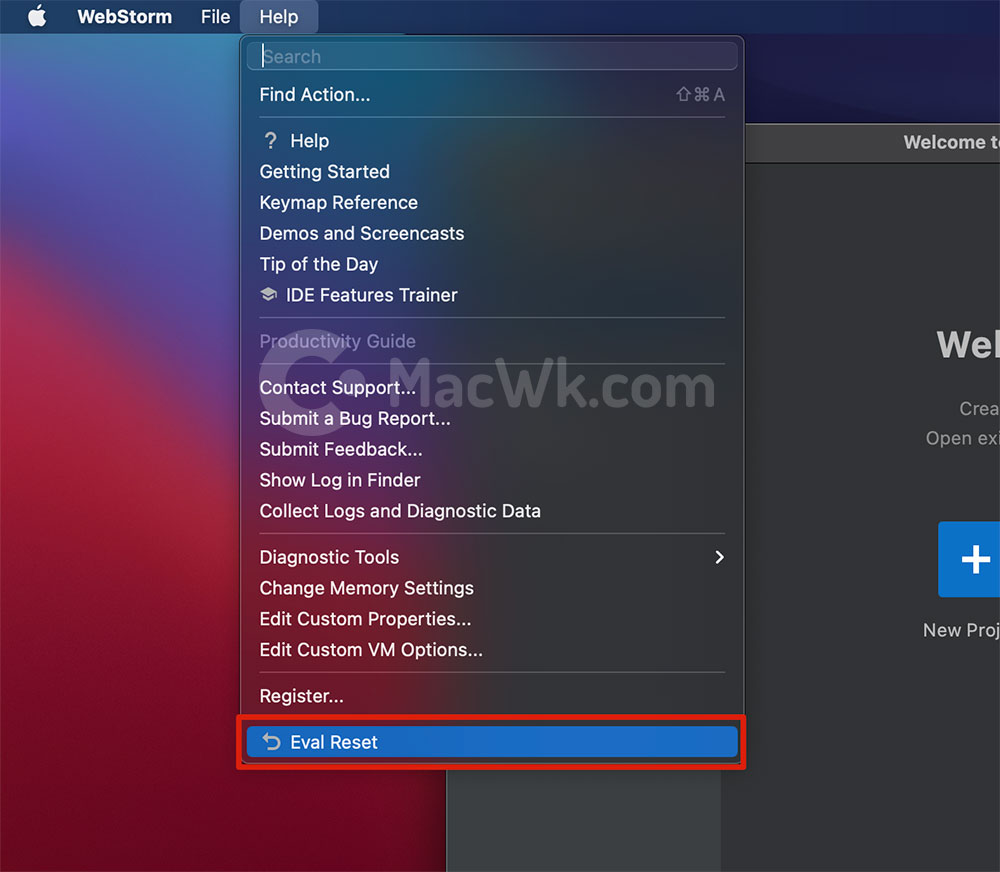 WebStorm File Help
Search
Find Action... ⇧⌘A
? Help
Getting Started
Keymap Reference
Demos and Screencasts
Tip of the Day
IDE Features Trainer
Productivity Guide
MacWk.com
Contact Support...
Submit a Bug Report...
Submit Feedback...
Show Log in Finder
Collect Logs and Diagnostic Data
Diagnostic Tools
Change Memory Settings
Edit Custom Properties...
Edit Custom VM Options...
Register...
Eval Reset
Welcome to
Wel
Crea
Open exi
New Proj